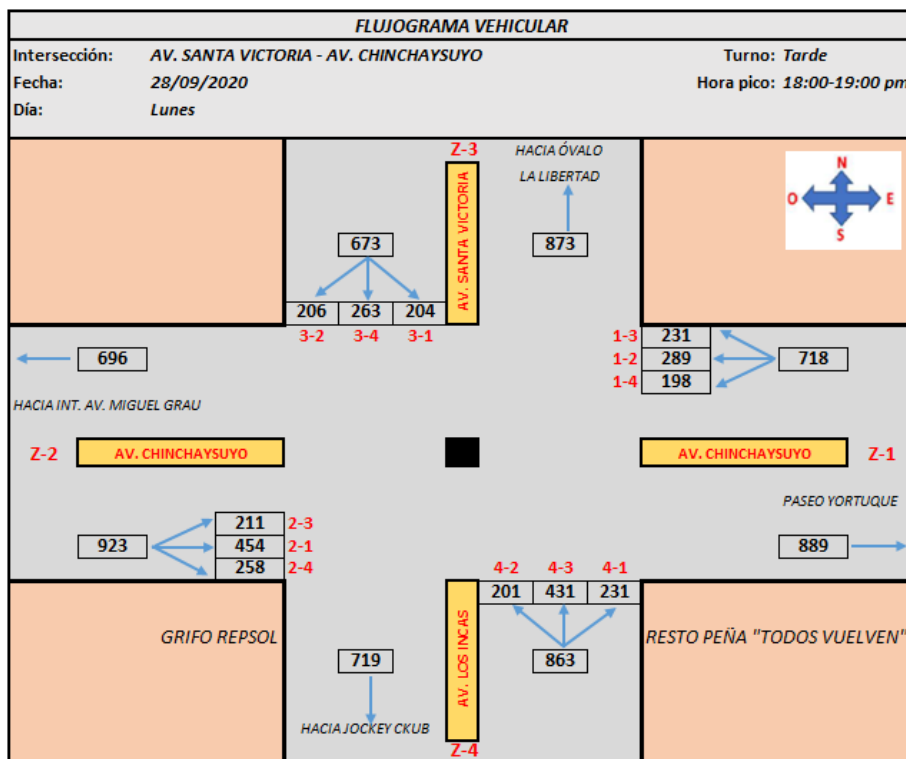 FLUJOGRAMA VEHICULAR
Intersección: AV. SANTA VICTORIA - AV. CHINCHAYSUYO Turno: Tarde
Fecha: 28/09/2020 Hora pico: 18:00-19:00 pm
Día: Lunes
Z-3 HACIA ÓVALO
LA LIBERTAD
N
O E
S
AV. SANTA VICTORIA
673 873
206 263 204
3-2 3-4 3-1
1-3 231
696 1-2 289 718
1-4 198
HACIA INT. AV. MIGUEL GRAU
Z-2 AV. CHINCHAYSUYO AV. CHINCHAYSUYO Z-1
PASEO YORTUQUE
211 2-3
923 454 2-1 889
258 2-4
4-2 4-3 4-1
201 431 231
AV. LOS INCAS
GRIFO REPSOL RESTO PEÑA "TODOS VUELVEN"
719 863
HACIA JOCKEY CKUB
Z-4